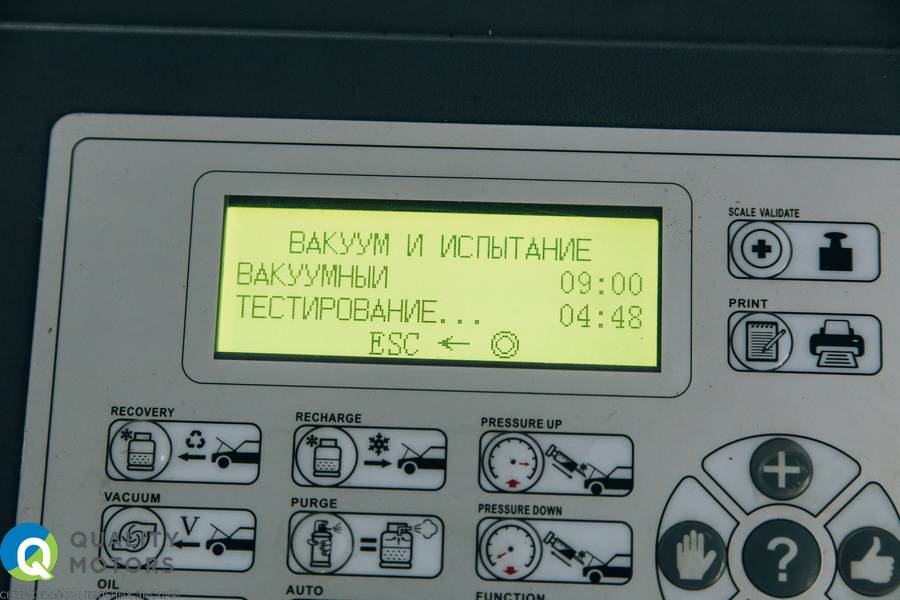 SCALE VALIDATE
ВАКУУМ И ИСПЫТАНИЕ
ВАКУУМНЫЙ 09:00
ТЕСТИРОВАНИЕ... 04:48
ESC ←
PRINT
RECOVERY
RECHARGE
PRESSURE UP
VACUUM
V
PURGE
=
PRESSURE DOWN
+
?
QUALITY
MOTORS
OIL
AUTO
FUNCTION